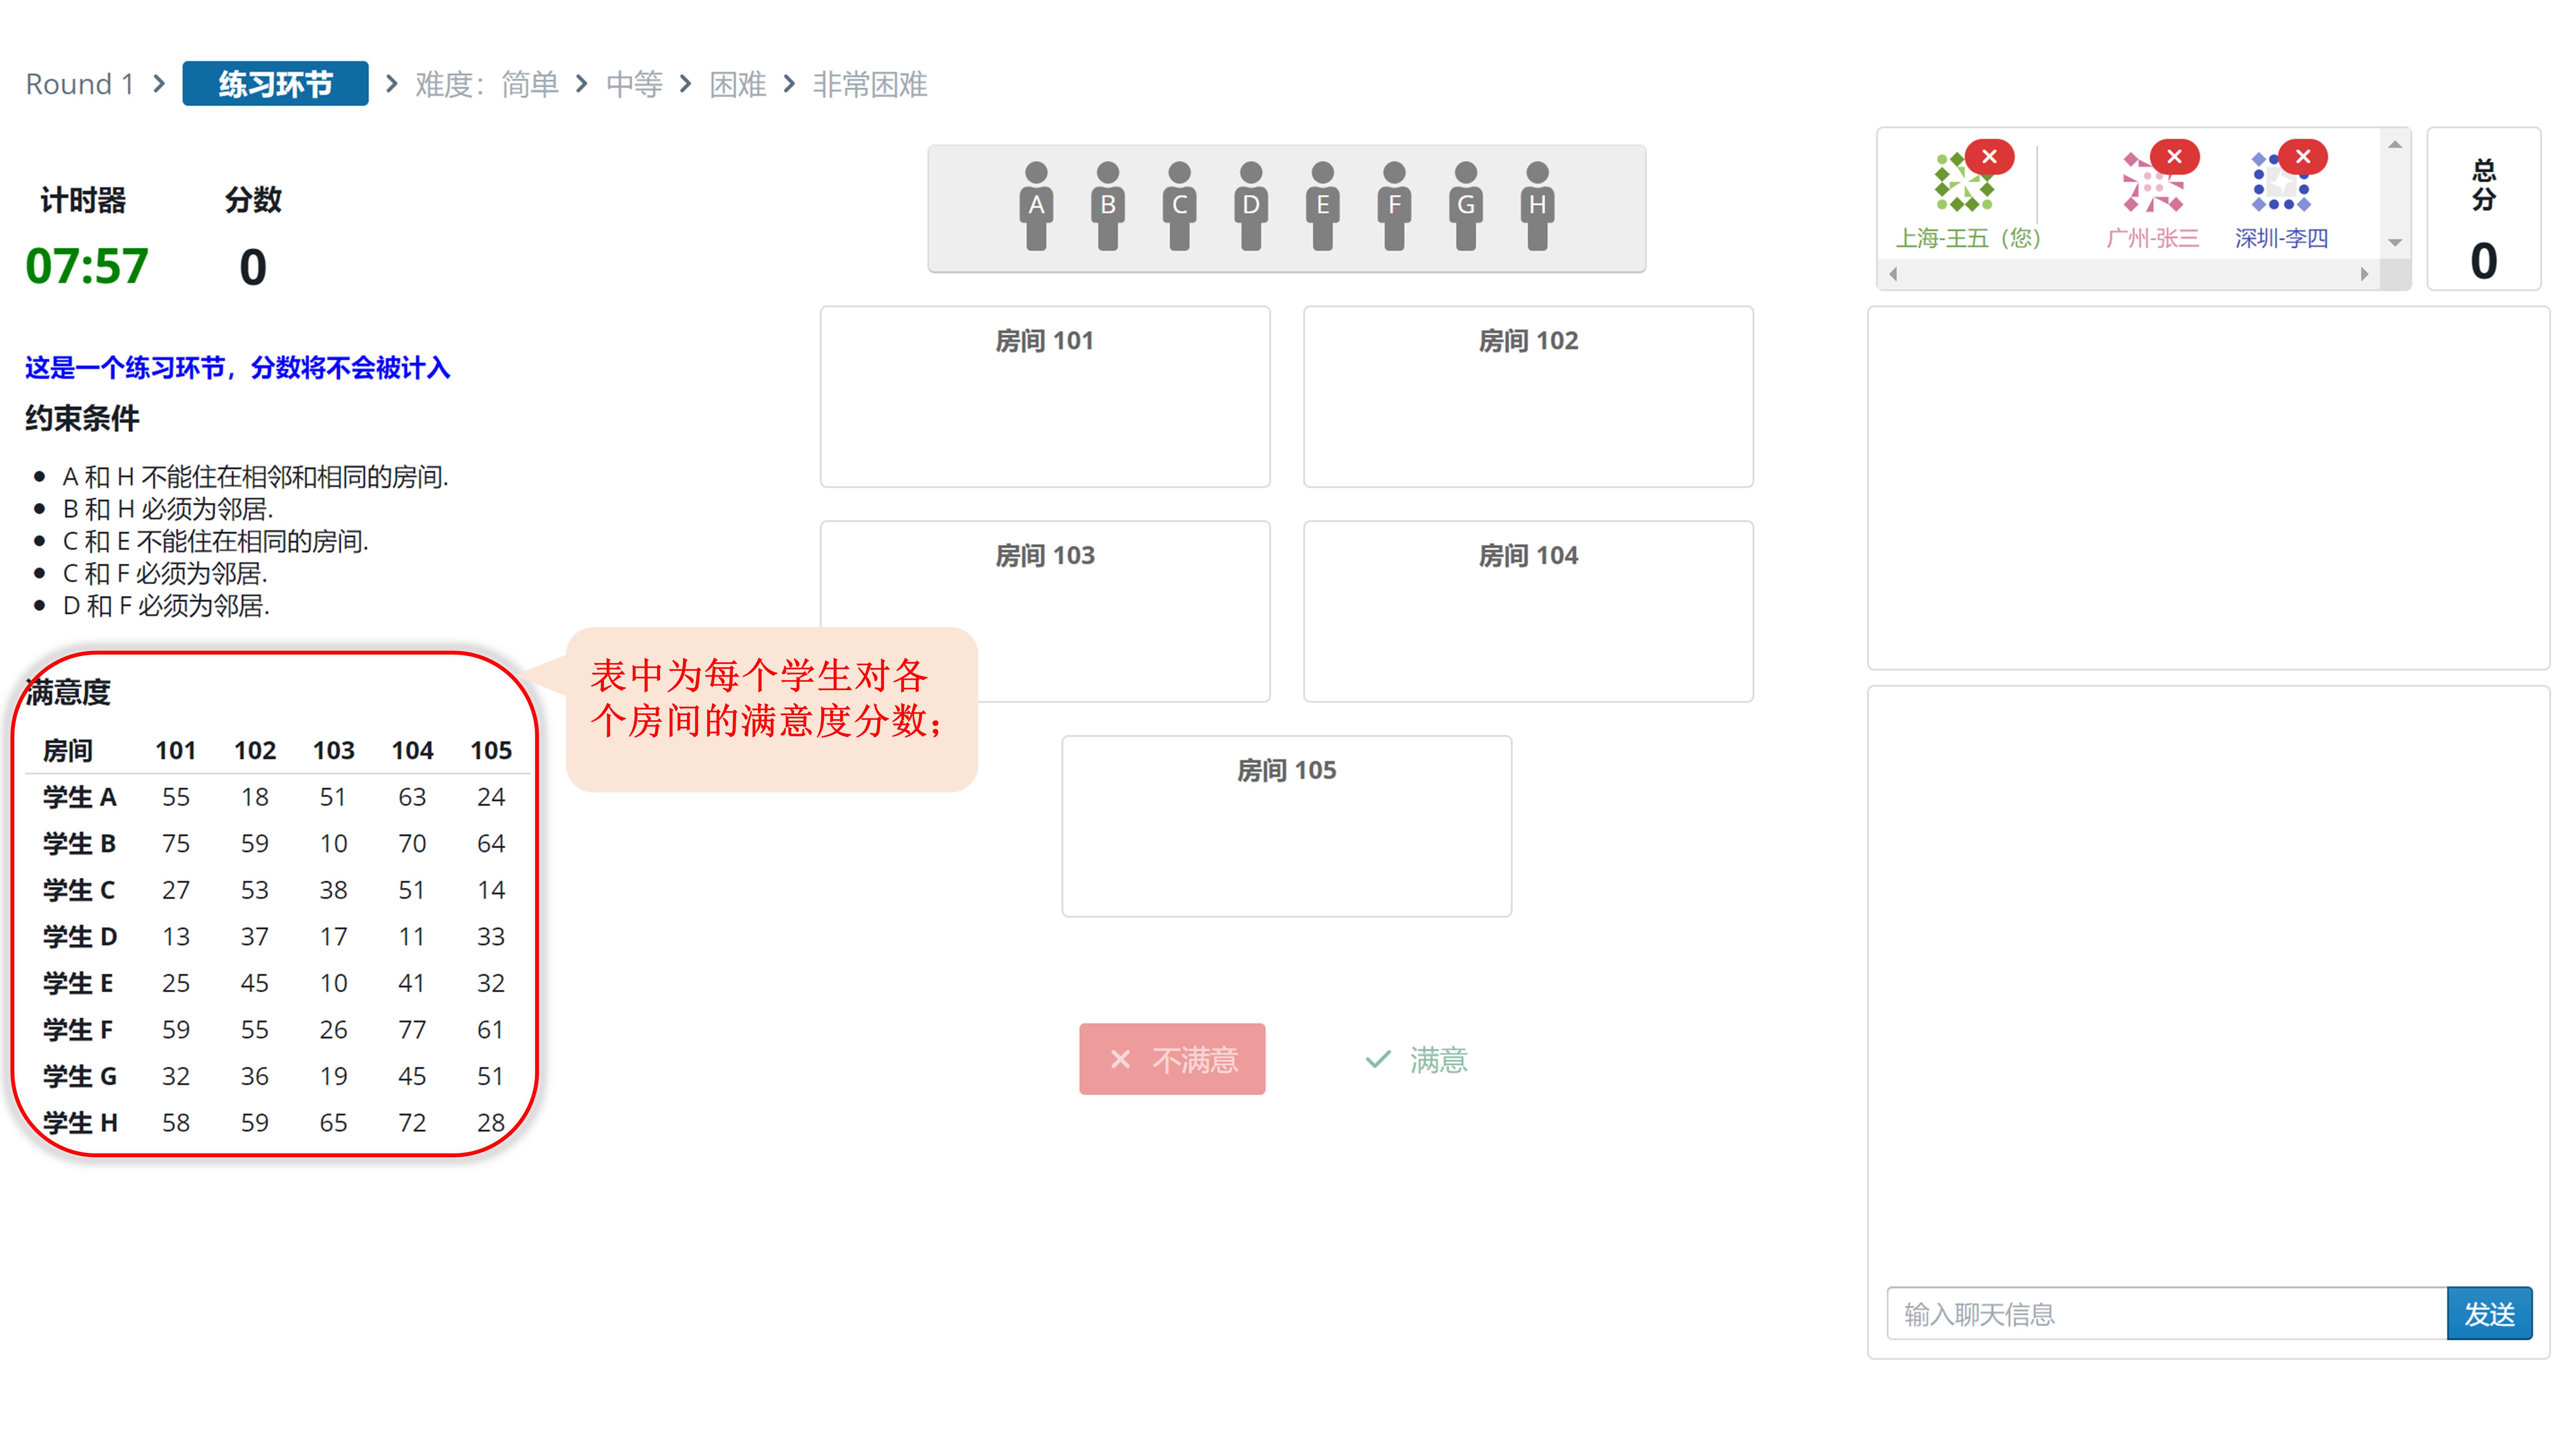 Round 1 > 练习环节 > 难度：简单 > 中等 > 困难 > 非常困难
计时器 分数
07:57 0
A B C D E F G H
上海-王五（您） 广州-张三 深圳-李四
总分
0
这是一个练习环节，分数将不会被计入
约束条件
A 和 H 不能住在相邻和相同的房间.
B 和 H 必须为邻居.
C 和 E 不能住在相同的房间.
C 和 F 必须为邻居.
D 和 F 必须为邻居.
房间 101 房间 102
房间 103 房间 104
房间 105
表中为每个学生对各
个房间的满意度分数；
满意度
房间 101 102 103 104 105
学生 A 55 18 51 63 24
学生 B 75 59 10 70 64
学生 C 27 53 38 51 14
学生 D 13 37 17 11 33
学生 E 25 45 10 41 32
学生 F 59 55 26 77 61
学生 G 32 36 19 45 51
学生 H 58 59 65 72 28
不满意 满意
输入聊天信息 发送